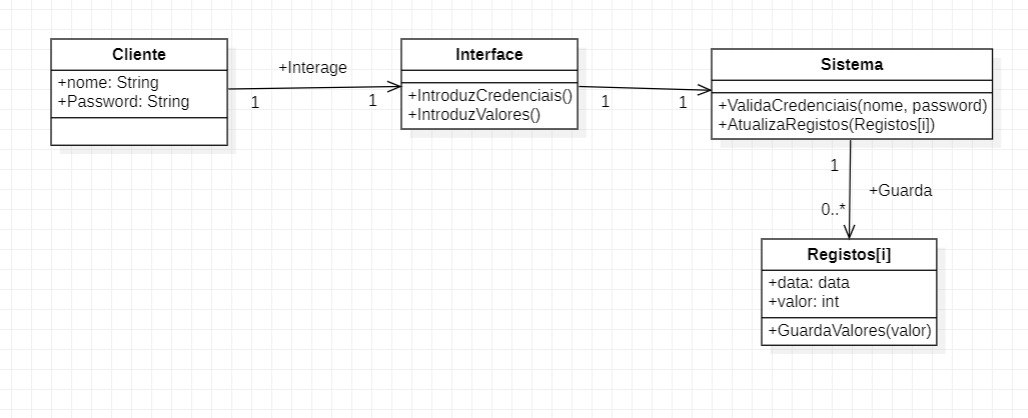 Cliente
+nome: String
+Password: String
+Interage
1
1
Interface
+IntroduzCredenciais()
+IntroduzValores()
1
1
Sistema
+ValidaCredenciais(nome, password)
+AtualizaRegistos(Registos[i])
1
+Guarda
0..*
Registos[i]
+data: data
+valor: int
+GuardaValores(valor)